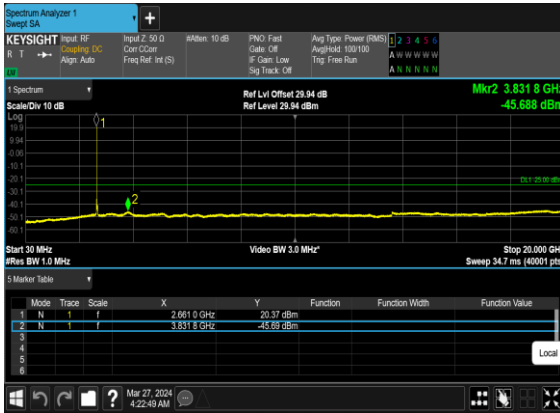 Spectrum Analyzer 1
Swept SA
+
KEYSIGHT Input: RF Input Z: 50 Ω #Atten: 10 dB PNO: Fast Avg Type: Power (RMS) 1 2 3 4 5 6
R T Coupling: DC Corr CCorr Gate: Off Avg|Hold: 100/100 A W W W W W
Align: Auto Freq Ref: Int (S) IF Gain: Low Trig: Free Run
Sig Track: Off A N N N N N
1 Spectrum Ref Lvl Offset 29.94 dB Mkr2 3.831 8 GHz
Scale/Div 10 dB Ref Level 29.94 dBm -45.688 dBm
Log
19.9
9.94
-0.06
-10.1
-20.1
-30.1
-40.1
-50.1
-60.1
1
2
DL1 -25.00 dBm
Start 30 MHz Video BW 3.0 MHz* Stop 20.000 GHz
#Res BW 1.0 MHz Sweep 34.7 ms (40001 pts)
5 Marker Table
Mode Trace Scale X Y Function Function Width Function Value
1 N 1 f 2.661 0 GHz 20.37 dBm
2 N 1 f 3.831 8 GHz -45.69 dBm
3
4
5
6
Local
? Mar 27, 2024
4:22:49 AM